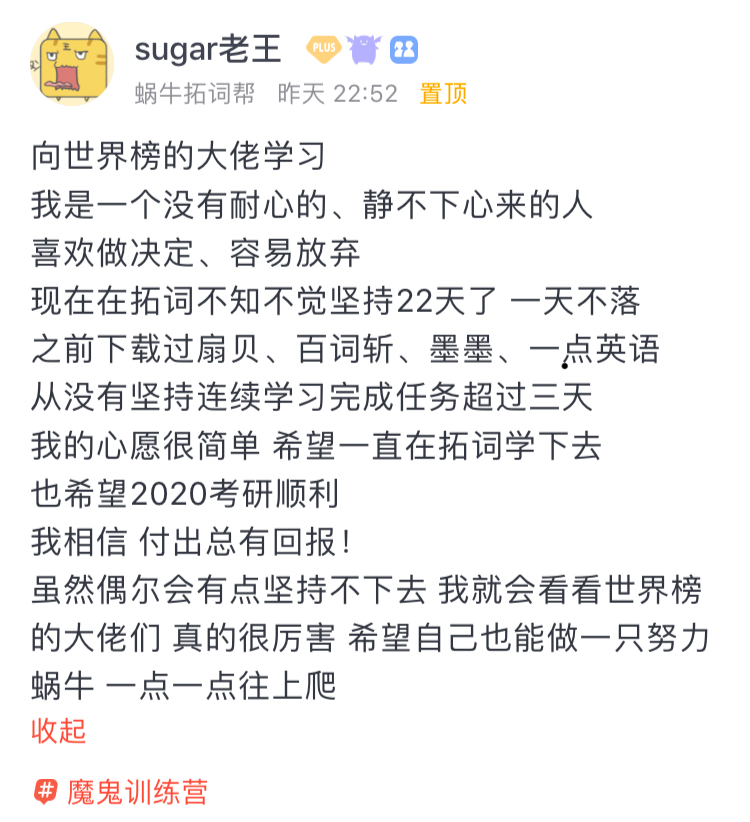 sugar老王 PLUS
蜗牛拓词帮 昨天 22:52 置顶
向世界榜的大佬学习
我是一个没有耐心的、静不下心来的人
喜欢做决定、容易放弃
现在在拓词不知不觉坚持22天了 一天不落
之前下载过扇贝、百词斩、墨墨、一点英语
从没有坚持连续学习完成任务超过三天
我的心愿很简单 希望一直在拓词学下去
也希望2020考研顺利
我相信 付出总有回报!
虽然偶尔会有点坚持不下去 我就会看看世界榜
的大佬们 真的很厉害 希望自己也能做一只努力
蜗牛 一点一点往上爬
收起
# 魔鬼训练营